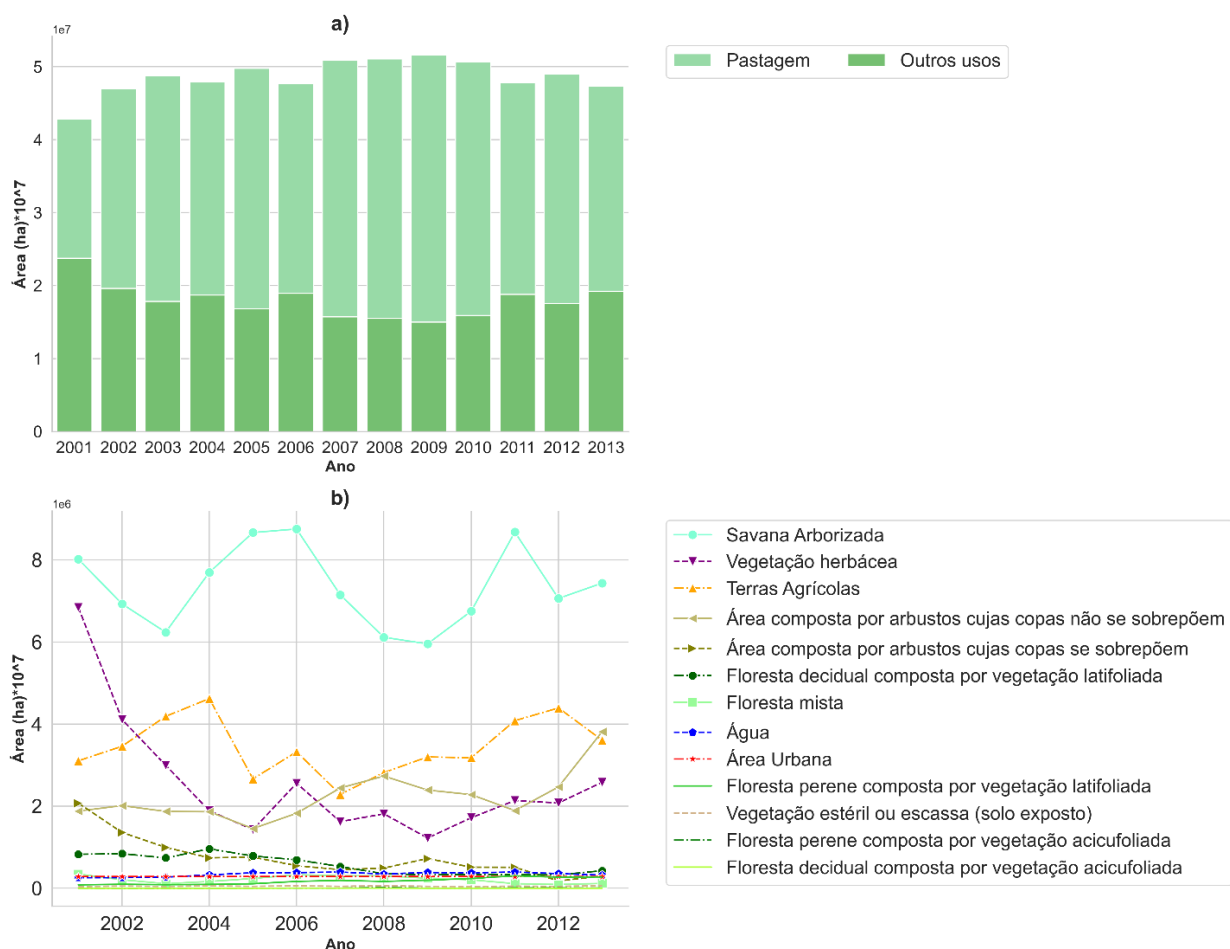 a)
1e7
Pastagem
Outros usos
5
4
3
2
1
0
Área (ha)*10^7
2001 2002 2003 2004 2005 2006 2007 2008 2009 2010 2011 2012 2013
Ano
b)
1e6
8
6
4
2
0
Área (ha)*10^7
2002 2004 2006 2008 2010 2012
Ano
Savana Arborizada
Vegetação herbácea
Terras Agrícolas
Área composta por arbustos cujas copas não se sobrepõem
Área composta por arbustos cujas copas se sobrepõem
Floresta decidual composta por vegetação latifoliada
Floresta mista
Água
Área Urbana
Floresta perene composta por vegetação latifoliada
Vegetação estéril ou escassa (solo exposto)
Floresta perene composta por vegetação acicufoliada
Floresta decidual composta por vegetação acicufoliada